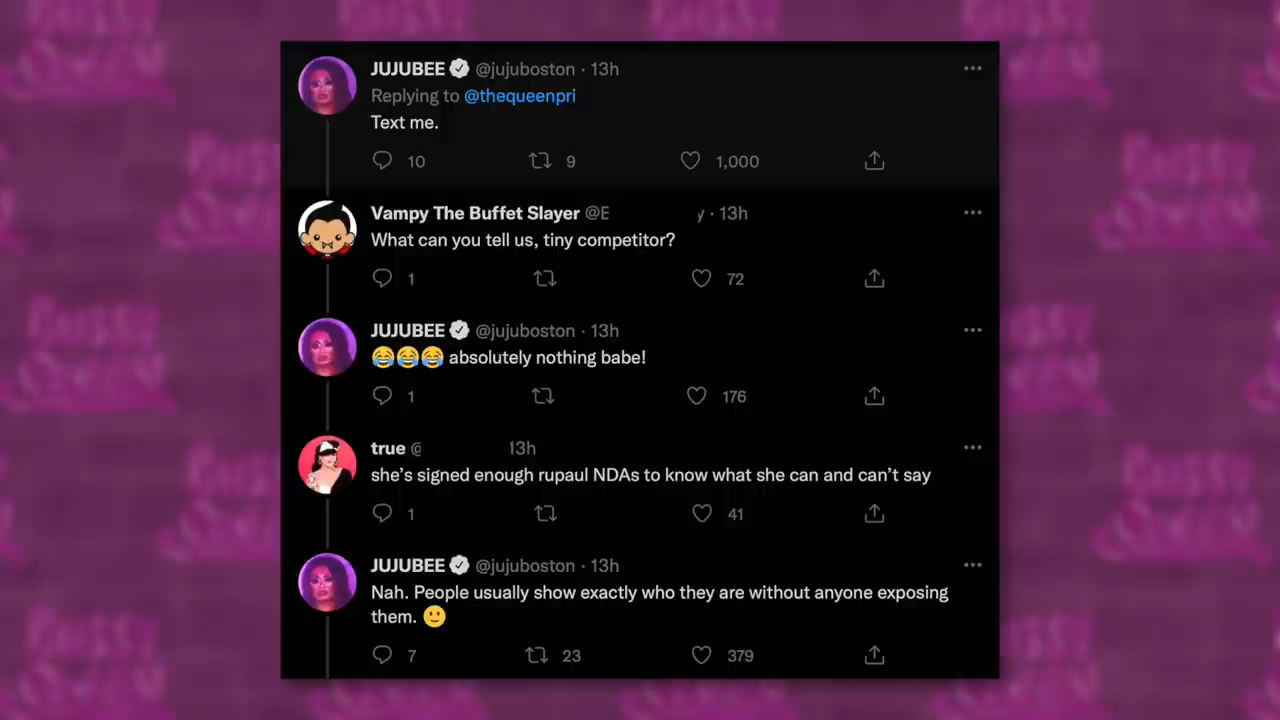 JUJUBEE @jujuboston · 13h
Replying to @thequeenpri
Text me.
10 9 1,000
Vampy The Buffet Slayer @E y · 13h
What can you tell us, tiny competitor?
1 72
JUJUBEE @jujuboston · 13h
😂😂😂 absolutely nothing babe!
1 176
true @ 13h
she's signed enough rupaul NDAs to know what she can and can't say
1 41
JUJUBEE @jujuboston · 13h
Nah. People usually show exactly who they are without anyone exposing
them. 🙂
7 23 379